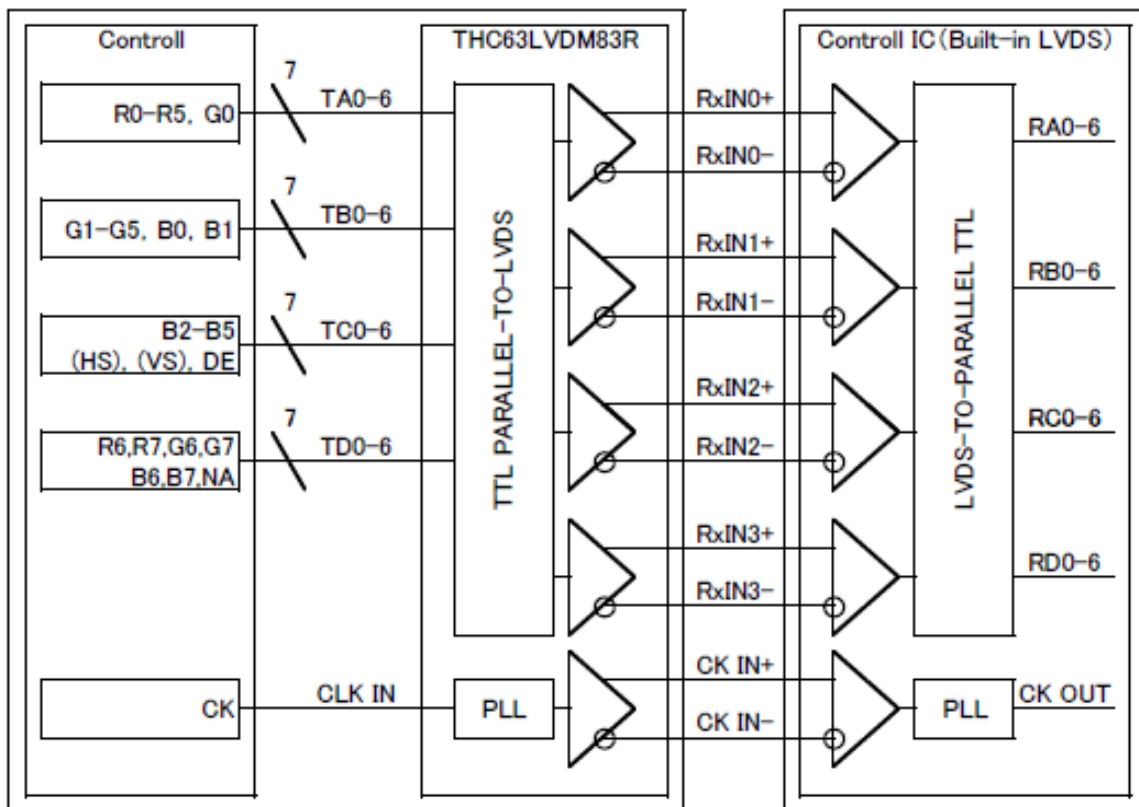 Controll
THC63LVDM83R
Controll IC(Built-in LVDS)
7
R0-R5, G0
TA0-6
RxIN0+
RxIN0-
RA0-6
7
G1-G5, B0, B1
TB0-6
RxIN1+
RxIN1-
RB0-6
7
B2-B5
(HS), (VS), DE
TC0-6
RxIN2+
RxIN2-
RC0-6
7
R6,R7,G6,G7
B6,B7,NA
TD0-6
RxIN3+
RxIN3-
RD0-6
TTL PARALLEL-TO-LVDS
LVDS-TO-PARALLEL TTL
CK
CLK IN
PLL
CK IN+
CK IN-
PLL
CK OUT